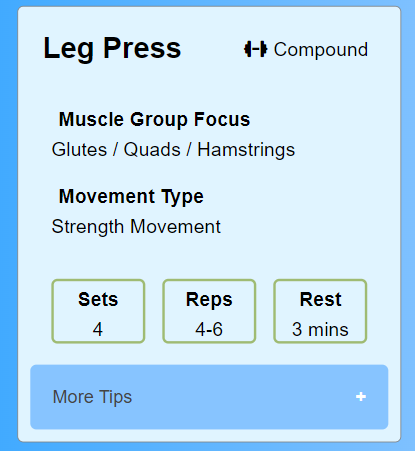 Leg Press
Compound
Muscle Group Focus
Glutes / Quads / Hamstrings
Movement Type
Strength Movement
Sets Reps Rest
4 4-6 3 mins
More Tips +